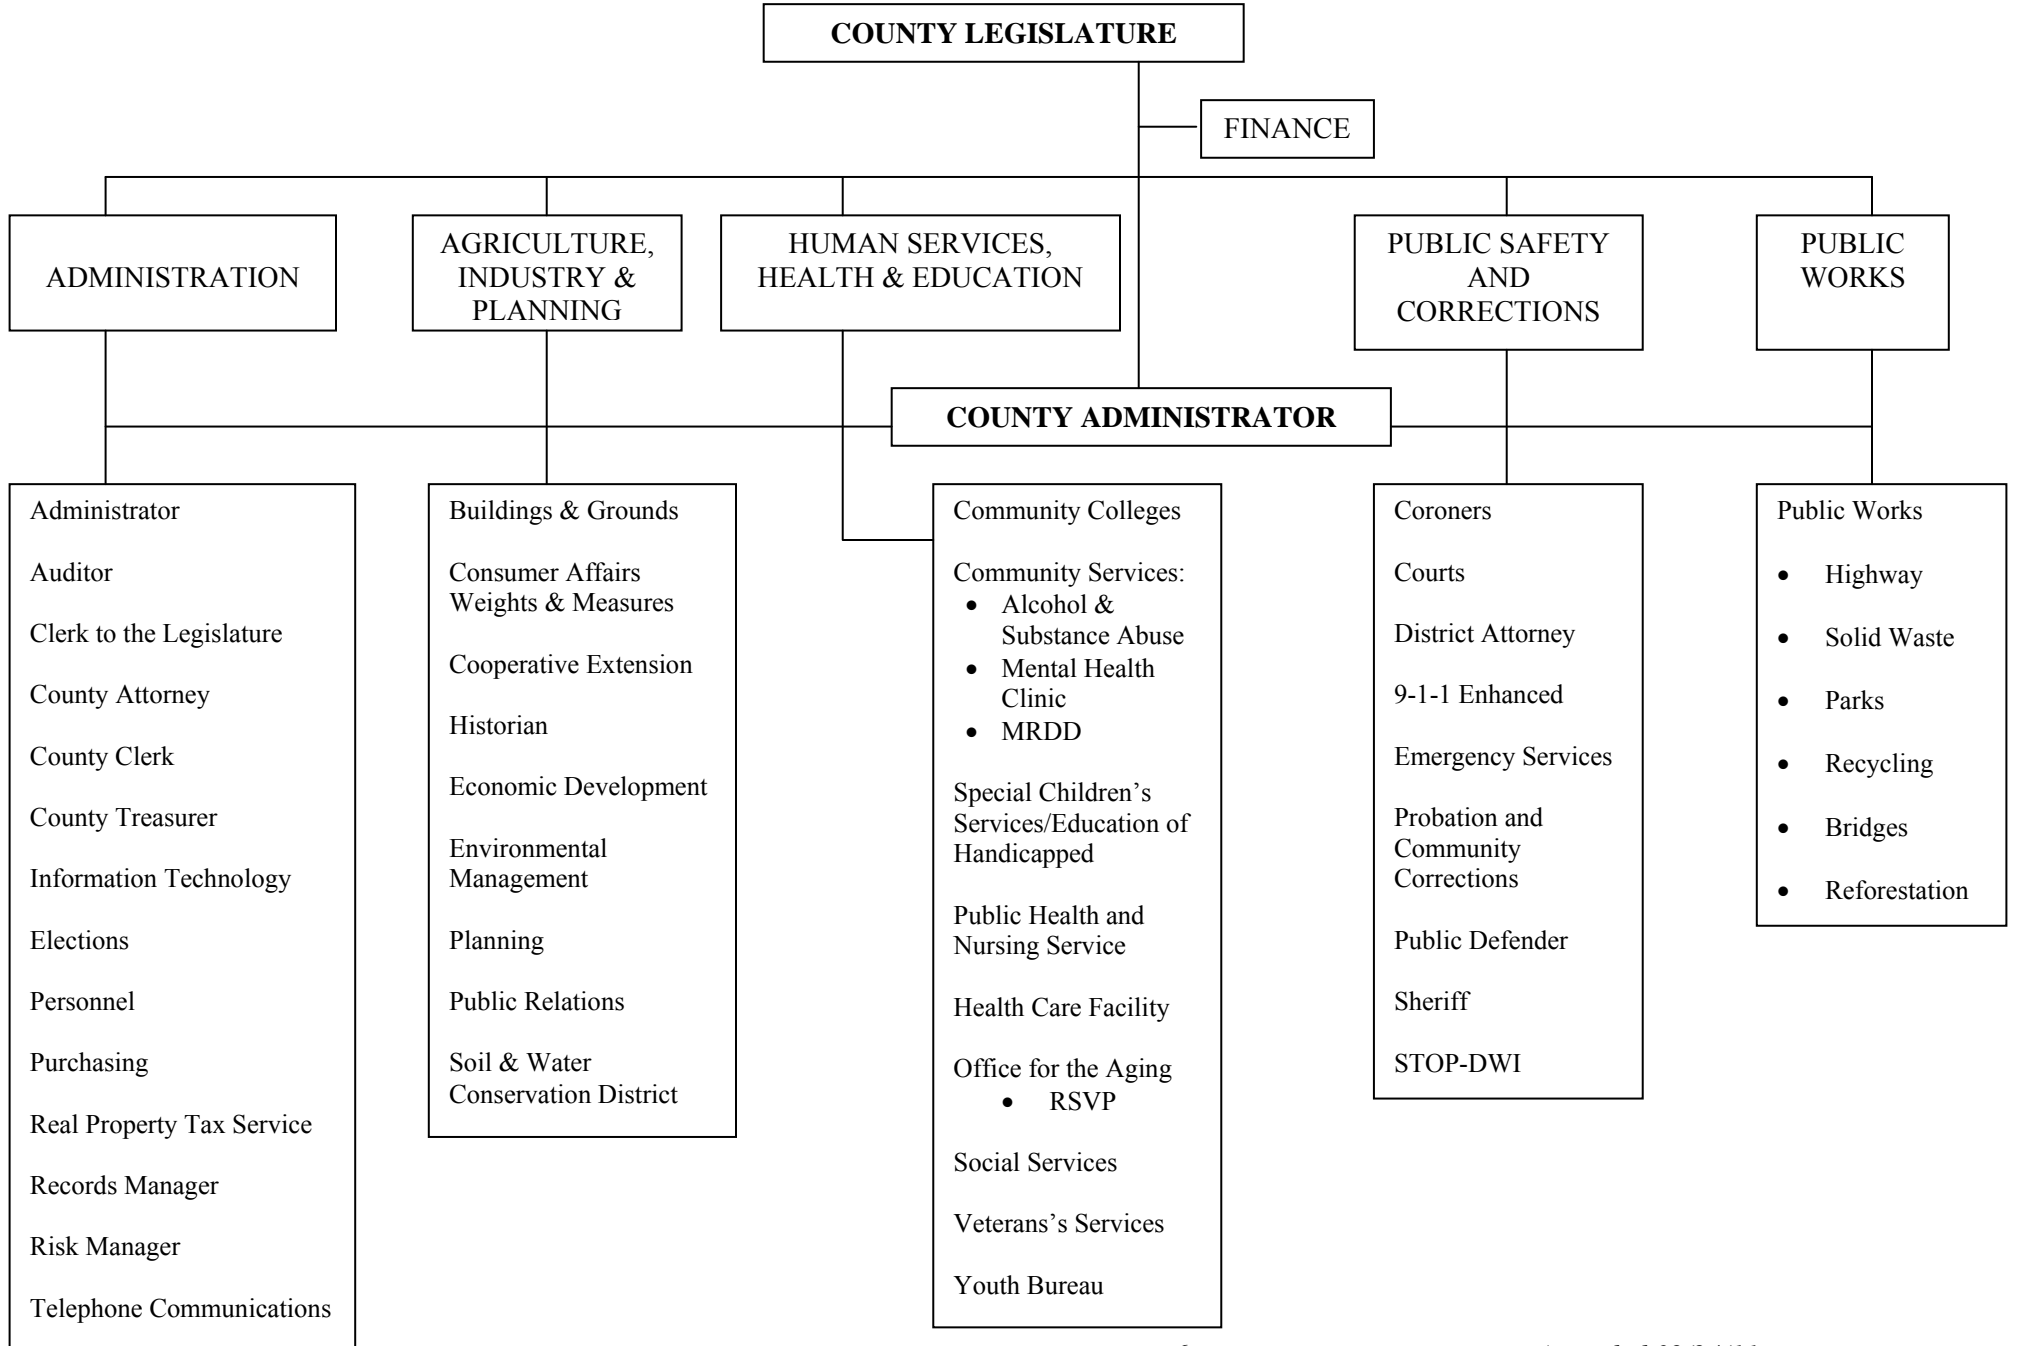 COUNTY LEGISLATURE
FINANCE
ADMINISTRATION
AGRICULTURE,
INDUSTRY &
PLANNING
HUMAN SERVICES,
HEALTH & EDUCATION
PUBLIC SAFETY
AND
CORRECTIONS
PUBLIC
WORKS
COUNTY ADMINISTRATOR
Administrator
Auditor
Clerk to the Legislature
County Attorney
County Clerk
County Treasurer
Information Technology
Elections
Personnel
Purchasing
Real Property Tax Service
Records Manager
Risk Manager
Telephone Communications
Buildings & Grounds
Consumer Affairs
Weights & Measures
Cooperative Extension
Historian
Economic Development
Environmental
Management
Planning
Public Relations
Soil & Water
Conservation District
Community Colleges
Community Services:
• Alcohol &
Substance Abuse
• Mental Health
Clinic
• MRDD
Special Children’s
Services/Education of
Handicapped
Public Health and
Nursing Service
Health Care Facility
Office for the Aging
• RSVP
Social Services
Veterans’s Services
Youth Bureau
Coroners
Courts
District Attorney
9-1-1 Enhanced
Emergency Services
Probation and
Community
Corrections
Public Defender
Sheriff
STOP-DWI
Public Works
• Highway
• Solid Waste
• Parks
• Recycling
• Bridges
• Reforestation